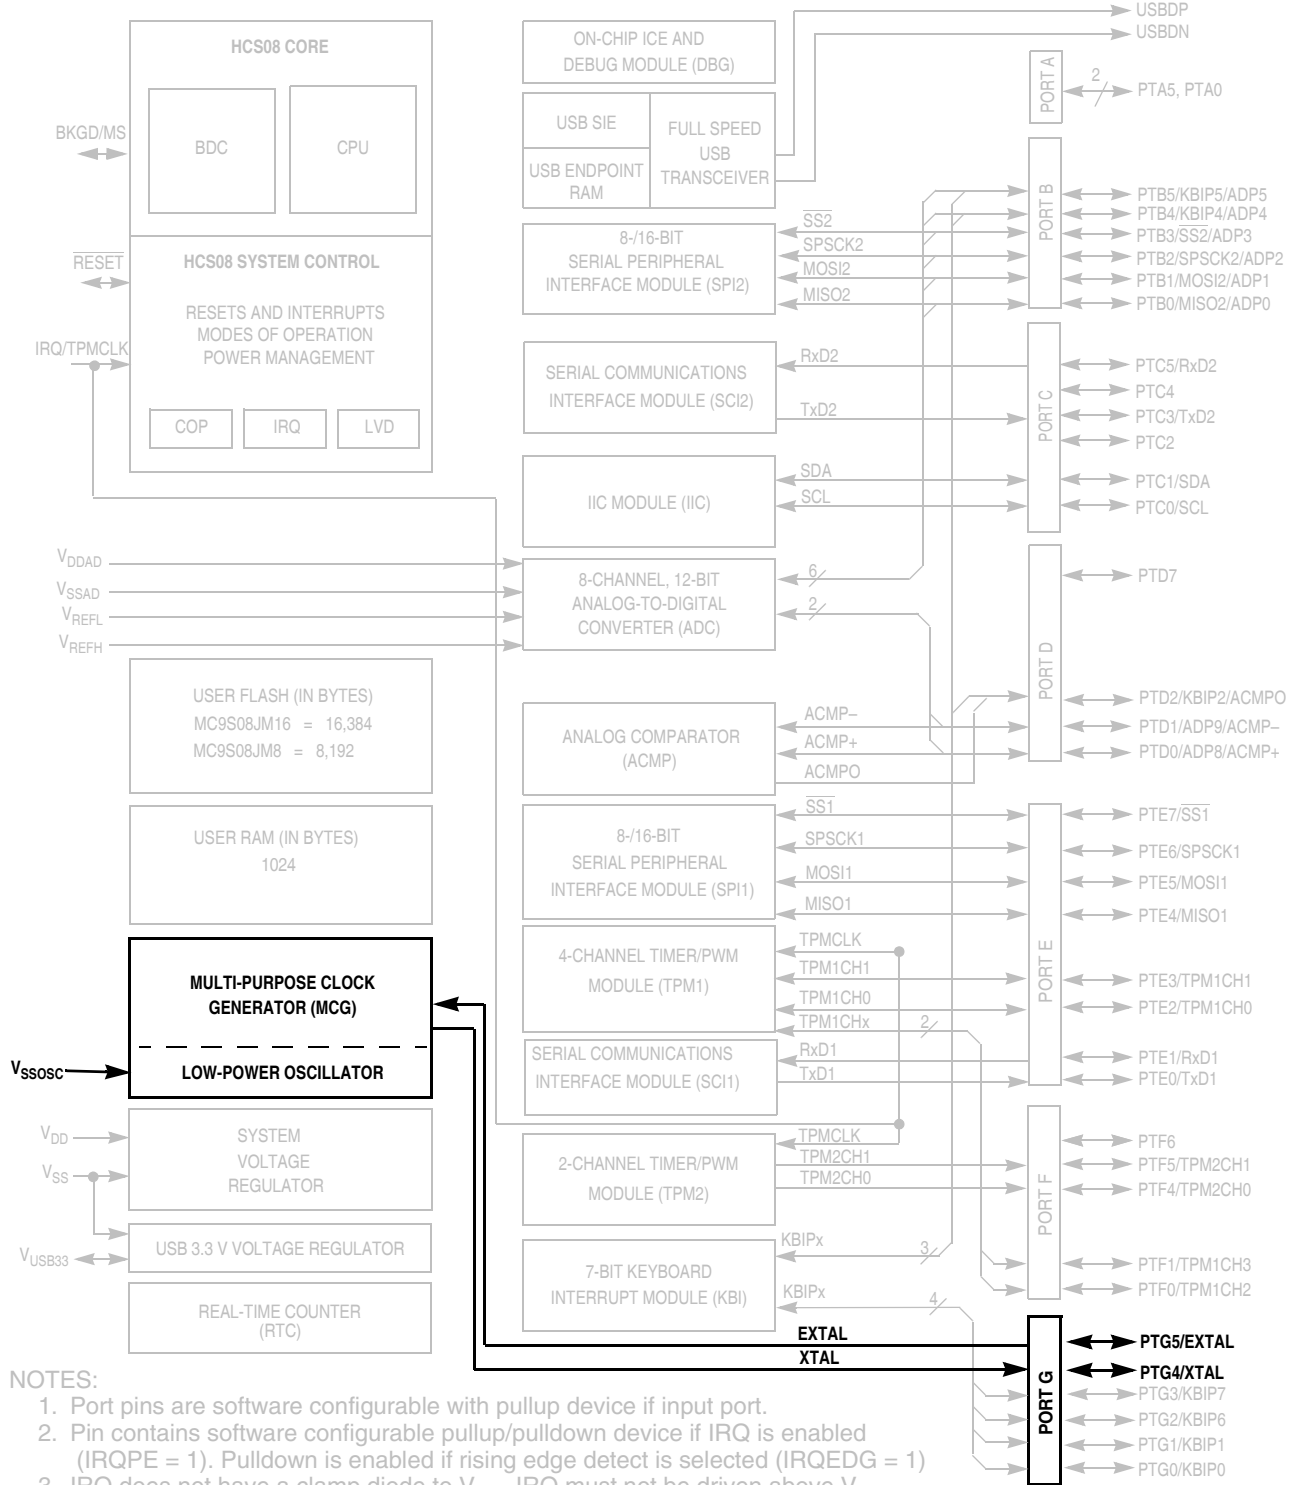 HCS08 CORE
BDC
CPU
BKGD/MS
RESET
HCS08 SYSTEM CONTROL
RESETS AND INTERRUPTS
MODES OF OPERATION
POWER MANAGEMENT
IRQ/TPMCLK
COP
IRQ
LVD
VDDAD
VSSAD
VREFL
VREFH
USER FLASH (IN BYTES)
MC9S08JM16 = 16,384
MC9S08JM8 = 8,192
USER RAM (IN BYTES)
1024
MULTI-PURPOSE CLOCK
GENERATOR (MCG)
LOW-POWER OSCILLATOR
VSSOSC
VDD
VSS
SYSTEM
VOLTAGE
REGULATOR
USB 3.3 V VOLTAGE REGULATOR
VUSB33
REAL-TIME COUNTER
(RTC)
ON-CHIP ICE AND
DEBUG MODULE (DBG)
USB SIE
USB ENDPOINT
RAM
FULL SPEED
USB
TRANSCEIVER
8-/16-BIT
SERIAL PERIPHERAL
INTERFACE MODULE (SPI2)
SS2
SPSCK2
MOSI2
MISO2
SERIAL COMMUNICATIONS
INTERFACE MODULE (SCI2)
RxD2
TxD2
IIC MODULE (IIC)
SDA
SCL
8-CHANNEL, 12-BIT
ANALOG-TO-DIGITAL
CONVERTER (ADC)
6
2
ANALOG COMPARATOR
(ACMP)
ACMP–
ACMP+
ACMPO
8-/16-BIT
SERIAL PERIPHERAL
INTERFACE MODULE (SPI1)
SS1
SPSCK1
MOSI1
MISO1
4-CHANNEL TIMER/PWM
MODULE (TPM1)
TPMCLK
TPM1CH1
TPM1CH0
TPM1CHx
2
SERIAL COMMUNICATIONS
INTERFACE MODULE (SCI1)
RxD1
TxD1
2-CHANNEL TIMER/PWM
MODULE (TPM2)
TPMCLK
TPM2CH1
TPM2CH0
7-BIT KEYBOARD
INTERRUPT MODULE (KBI)
KBIPx
3
KBIPx
4
EXTAL
XTAL
USBDP
USBDN
PORT A
2
PTA5, PTA0
PORT B
PTB5/KBIP5/ADP5
PTB4/KBIP4/ADP4
PTB3/SS2/ADP3
PTB2/SPSCK2/ADP2
PTB1/MOSI2/ADP1
PTB0/MISO2/ADP0
PORT C
PTC5/RxD2
PTC4
PTC3/TxD2
PTC2
PTC1/SDA
PTC0/SCL
PORT D
PTD7
PTD2/KBIP2/ACMPO
PTD1/ADP9/ACMP–
PTD0/ADP8/ACMP+
PORT E
PTE7/SS1
PTE6/SPSCK1
PTE5/MOSI1
PTE4/MISO1
PTE3/TPM1CH1
PTE2/TPM1CH0
PTE1/RxD1
PTE0/TxD1
PORT F
PTF6
PTF5/TPM2CH1
PTF4/TPM2CH0
PTF1/TPM1CH3
PTF0/TPM1CH2
PORT G
PTG5/EXTAL
PTG4/XTAL
PTG3/KBIP7
PTG2/KBIP6
PTG1/KBIP1
PTG0/KBIP0
NOTES:
1. Port pins are software configurable with pullup device if input port.
2. Pin contains software configurable pullup/pulldown device if IRQ is enabled
(IRQPE = 1). Pulldown is enabled if rising edge detect is selected (IRQEDG = 1)
3. IRQ does not have a clamp diode to V IRQ must not be driven above V